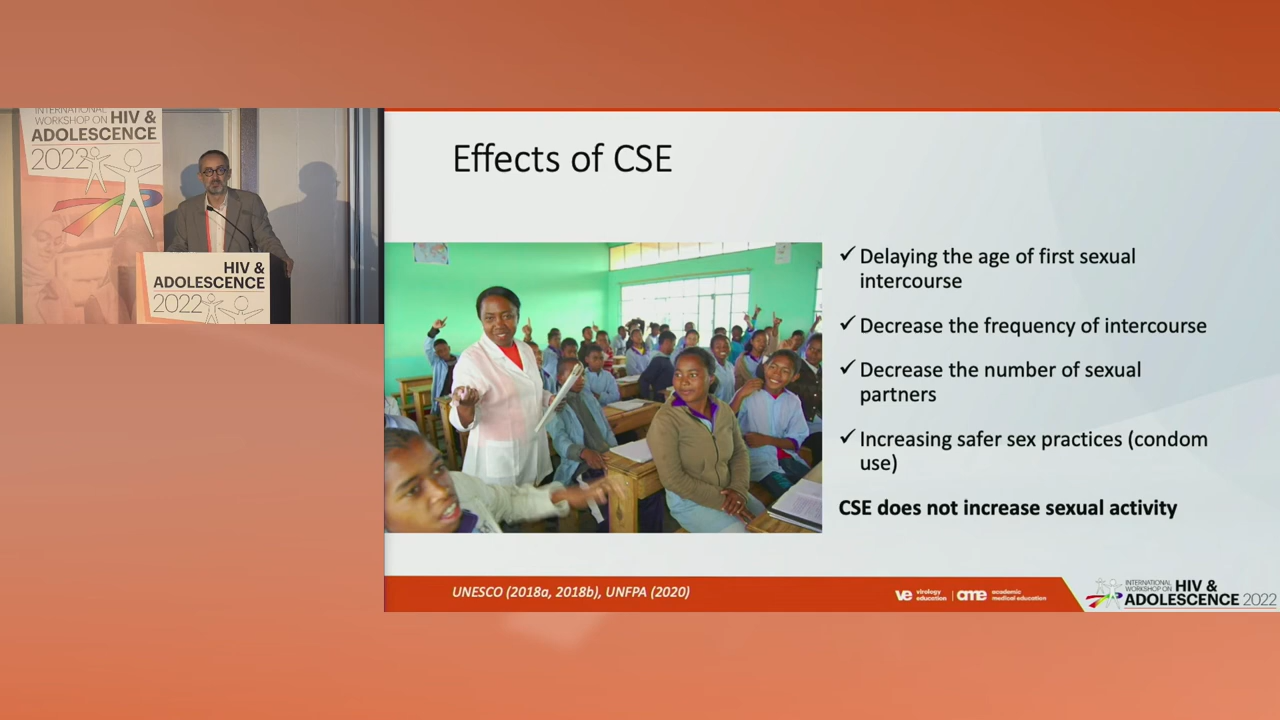 INTERNATIONAL
WORKSHOP ON HIV &
ADOLESCENCE
2022
HIV &
ADOLESCENCE
2022
Effects of CSE
✓ Delaying the age of first sexual
intercourse
✓ Decrease the frequency of intercourse
✓ Decrease the number of sexual
partners
✓ Increasing safer sex practices (condom
use)
CSE does not increase sexual activity
UNESCO (2018a, 2018b), UNFPA (2020)
ve virology
education
ame academic
medical education
INTERNATIONAL
WORKSHOP ON HIV &
ADOLESCENCE 2022